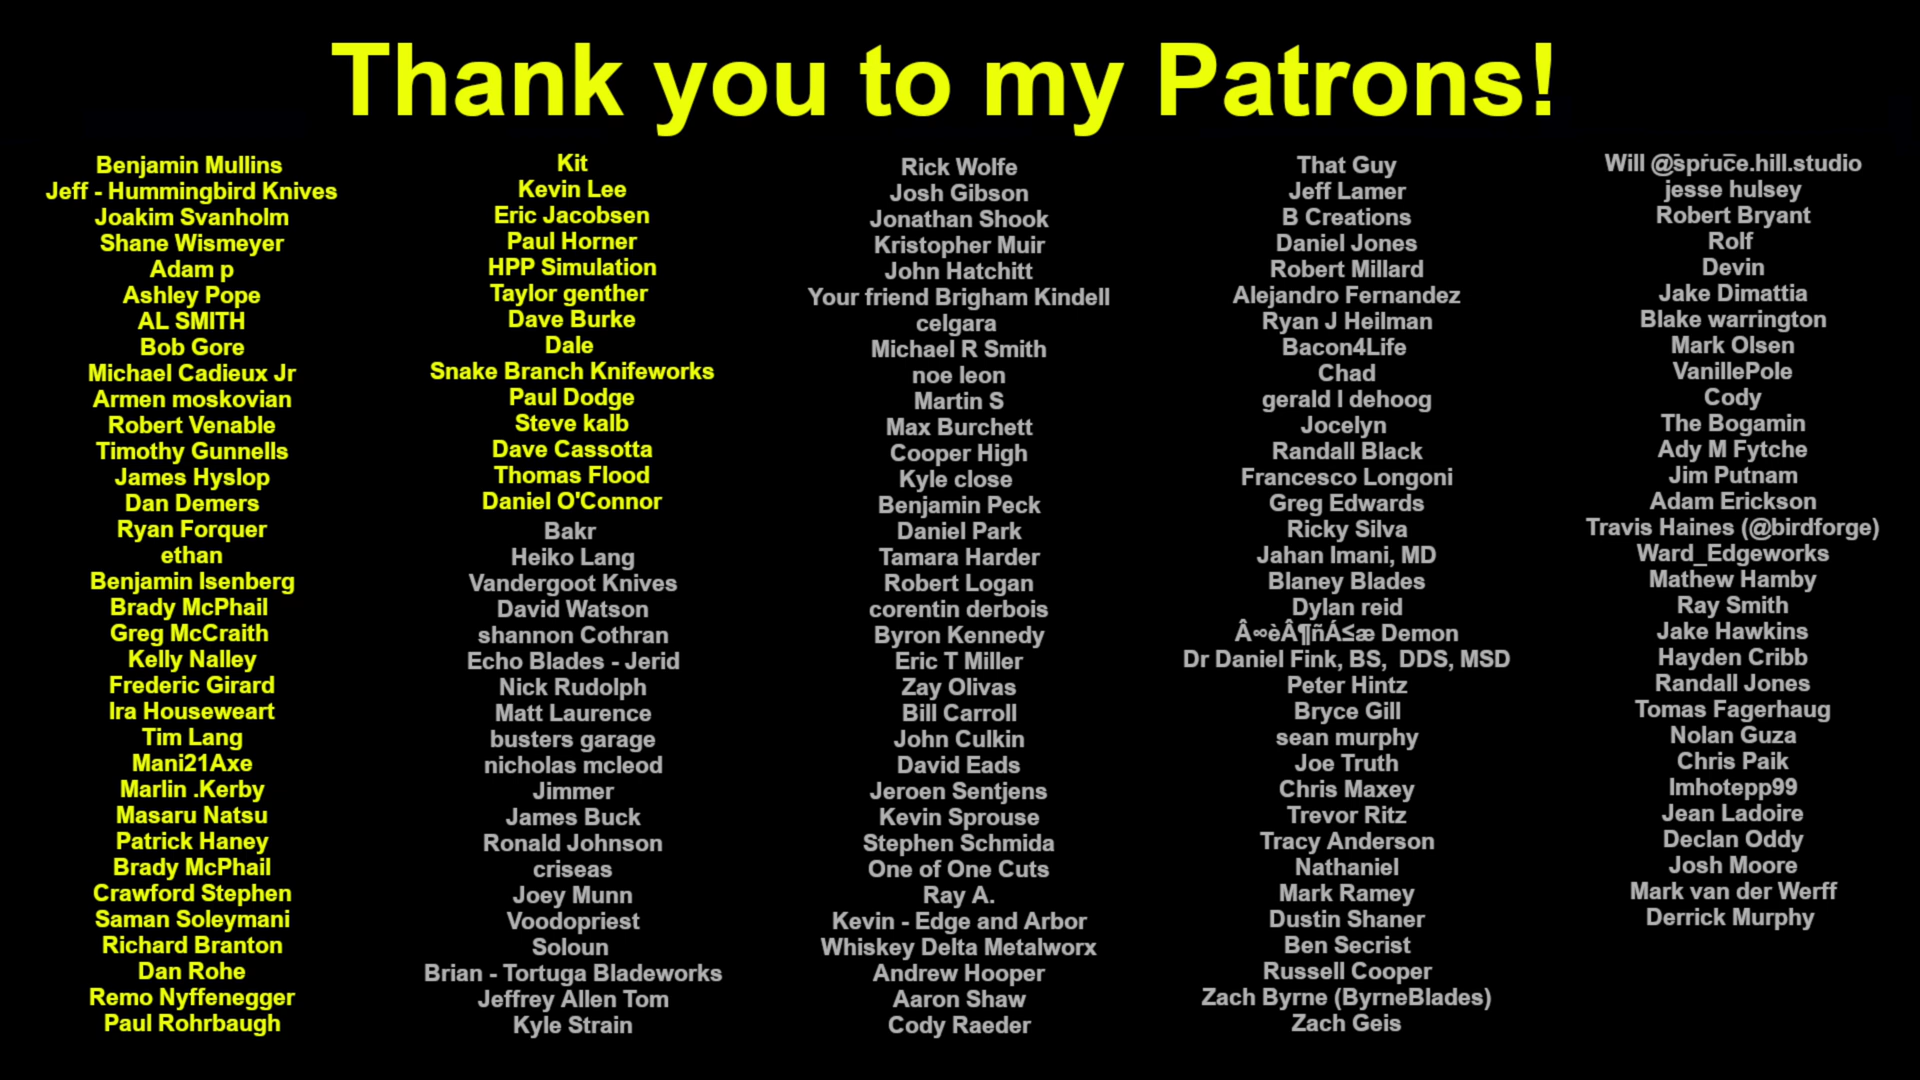 Thank you to my Patrons!
Benjamin Mullins
Jeff - Hummingbird Knives
Joakim Svanholm
Shane Wismeyer
Adam p
Ashley Pope
AL SMITH
Bob Gore
Michael Cadieux Jr
Armen moskovian
Robert Venable
Timothy Gunnells
James Hyslop
Dan Demers
Ryan Forquer
ethan
Benjamin Isenberg
Brady McPhail
Greg McCraith
Kelly Nalley
Frederic Girard
Ira Houseweart
Tim Lang
Mani21Axe
Marlin .Kerby
Masaru Natsu
Patrick Haney
Brady McPhail
Crawford Stephen
Saman Soleymani
Richard Branton
Dan Rohe
Remo Nyffenegger
Paul Rohrbaugh
Kit
Kevin Lee
Eric Jacobsen
Paul Horner
HPP Simulation
Taylor genther
Dave Burke
Dale
Snake Branch Knifeworks
Paul Dodge
Steve kalb
Dave Cassotta
Thomas Flood
Daniel O'Connor
Bakr
Heiko Lang
Vandergoot Knives
David Watson
shannon Cothran
Echo Blades - Jerid
Nick Rudolph
Matt Laurence
busters garage
nicholas mcleod
Jimmer
James Buck
Ronald Johnson
criseas
Joey Munn
Voodopriest
Soloun
Brian - Tortuga Bladeworks
Jeffrey Allen Tom
Kyle Strain
Rick Wolfe
Josh Gibson
Jonathan Shook
Kristopher Muir
John Hatchitt
Your friend Brigham Kindell
celgara
Michael R Smith
noe leon
Martin S
Max Burchett
Cooper High
Kyle close
Benjamin Peck
Daniel Park
Tamara Harder
Robert Logan
corentin derbois
Byron Kennedy
Eric T Miller
Zay Olivas
Bill Carroll
John Culkin
David Eads
Jeroen Sentjens
Kevin Sprouse
Stephen Schmida
One of One Cuts
Ray A.
Kevin - Edge and Arbor
Whiskey Delta Metalworx
Andrew Hooper
Aaron Shaw
Cody Raeder
That Guy
Jeff Lamer
B Creations
Daniel Jones
Robert Millard
Alejandro Fernandez
Ryan J Heilman
Bacon4Life
Chad
gerald l dehoog
Jocelyn
Randall Black
Francesco Longoni
Greg Edwards
Ricky Silva
Jahan Imani, MD
Blaney Blades
Dylan reid
Â∞èÂ¶ñÁ≤æ Demon
Dr Daniel Fink, BS,  DDS, MSD
Peter Hintz
Bryce Gill
sean murphy
Joe Truth
Chris Maxey
Trevor Ritz
Tracy Anderson
Nathaniel
Mark Ramey
Dustin Shaner
Ben Secrist
Russell Cooper
Zach Byrne (ByrneBlades)
Zach Geis
Will @spruce.hill.studio
jesse hulsey
Robert Bryant
Rolf
Devin
Jake Dimattia
Blake warrington
Mark Olsen
VanillePole
Cody
The Bogamin
Ady M Fytche
Jim Putnam
Adam Erickson
Travis Haines (@birdforge)
Ward_Edgeworks
Mathew Hamby
Ray Smith
Jake Hawkins
Hayden Cribb
Randall Jones
Tomas Fagerhaug
Nolan Guza
Chris Paik
Imhotepp99
Jean Ladoire
Declan Oddy
Josh Moore
Mark van der Werff
Derrick Murphy